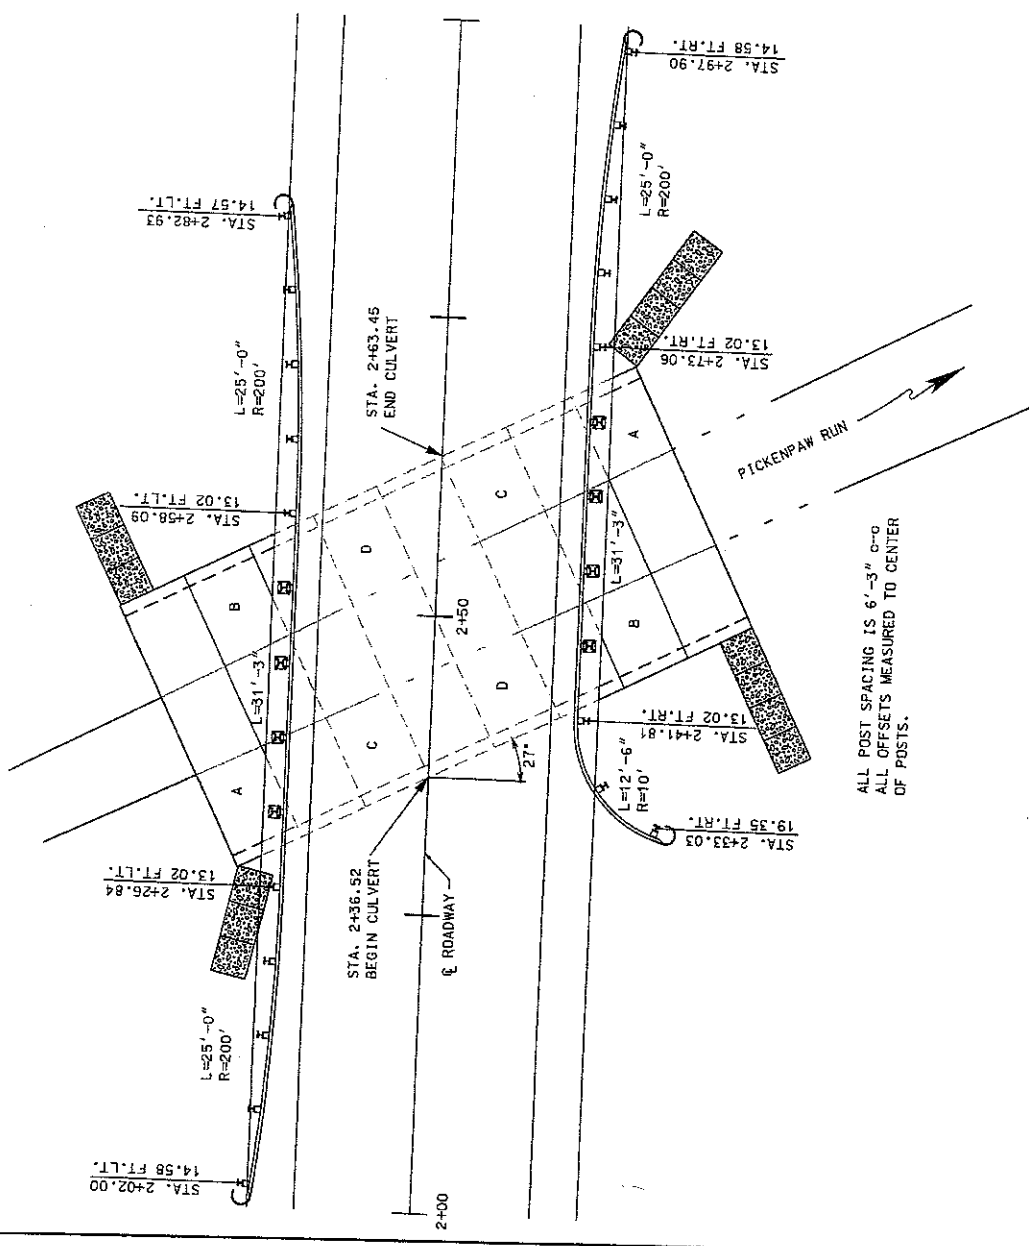 STA. 2+97.90
14.58 FT.RT.
STA. 2+82.93
14.57 FT.LT.
L=25'-0"
R=200'
L=25'-0"
R=200'
STA. 2+63.45
END CULVERT
STA. 2+73.06
13.02 FT.RT.
STA. 2+58.09
13.02 FT.LT.
PICKENPAW RUN
A
C
D
B
L=31'-3"
2+50
L=31'-3"
B
D
C
A
27°
STA. 2+41.81
13.02 FT.RT.
L=12'-6"
R=10'
STA. 2+33.03
19.35 FT.RT.
STA. 2+26.84
13.02 FT.LT.
STA. 2+36.52
BEGIN CULVERT
℄ ROADWAY
L=25'-0"
R=200'
STA. 2+02.00
14.58 FT.LT.
2+00
ALL POST SPACING IS 6'-3" c-c
ALL OFFSETS MEASURED TO CENTER
OF POSTS.